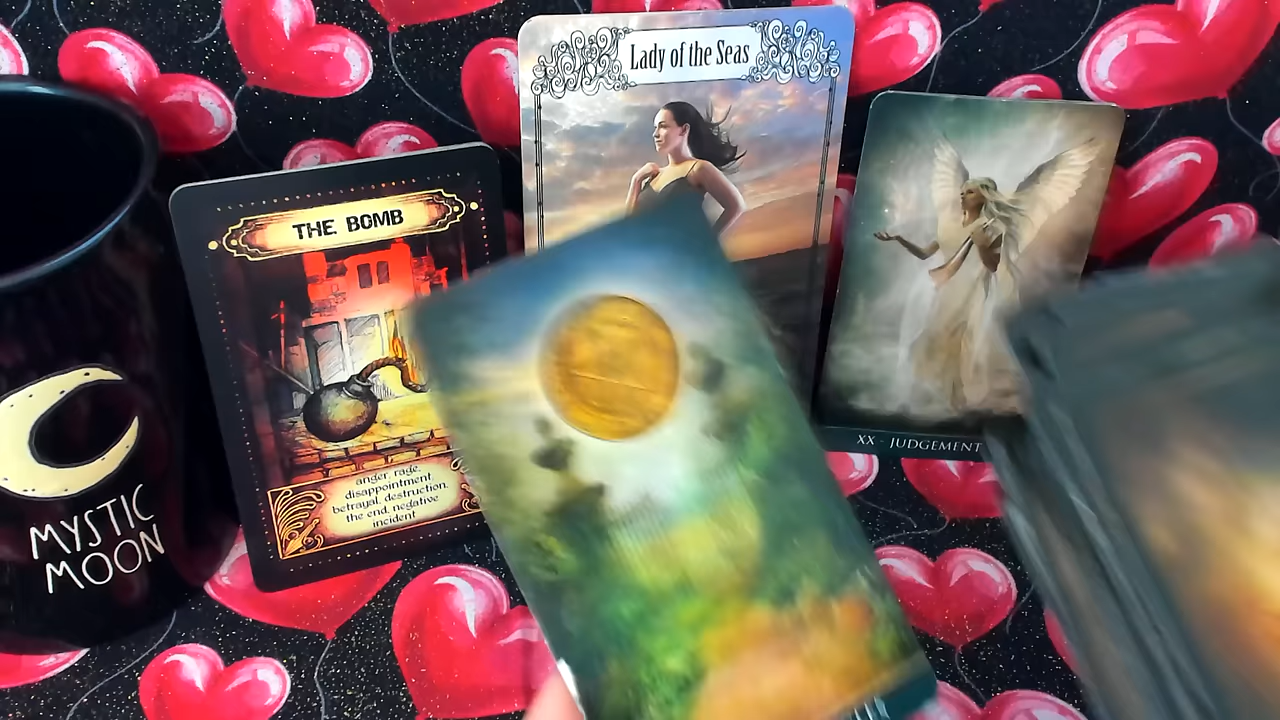 Lady of the Seas
THE BOMB
anger, rage,
disappointment
betrayal, destruction,
the end, negative
incident
XX - JUDGEMENT
MYSTIC
MOON